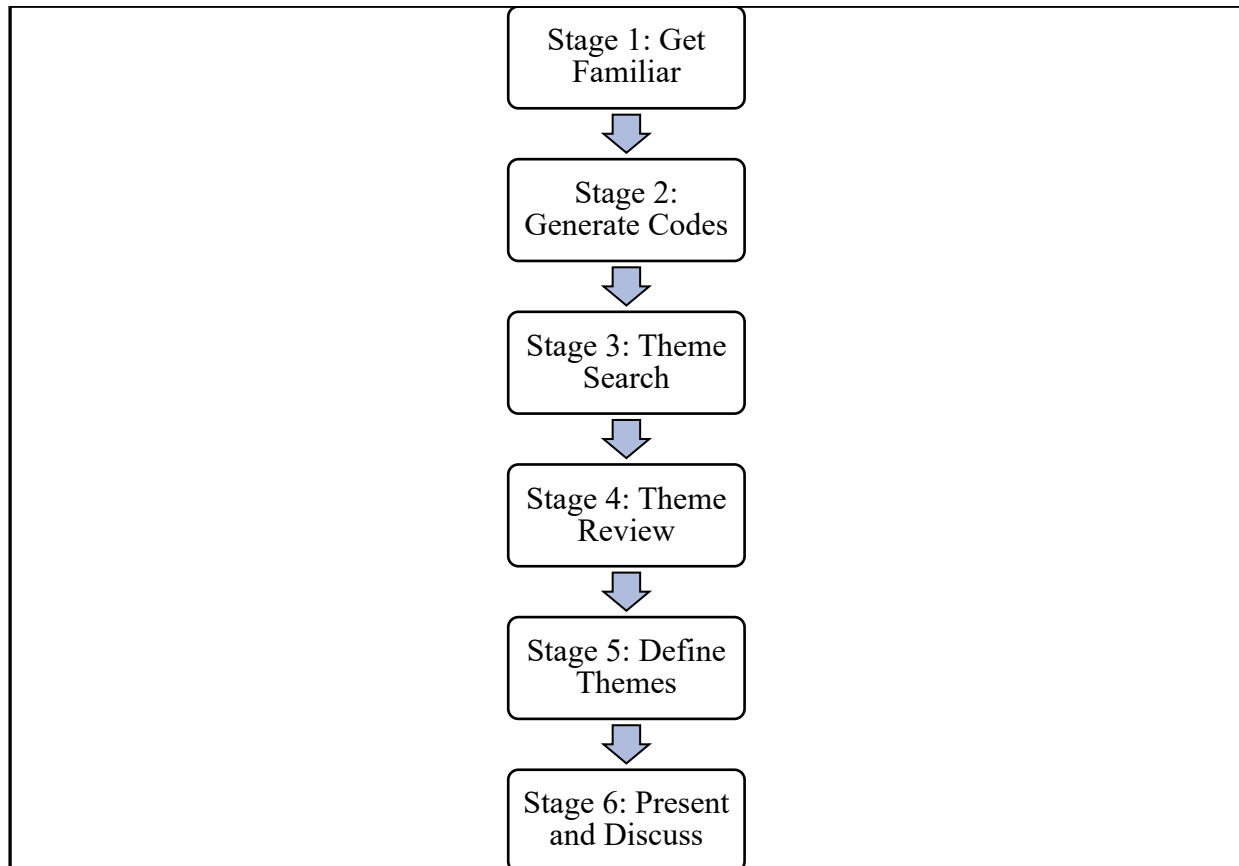 Stage 1: Get
Familiar
Stage 2:
Generate Codes
Stage 3: Theme
Search
Stage 4: Theme
Review
Stage 5: Define
Themes
Stage 6: Present
and Discuss